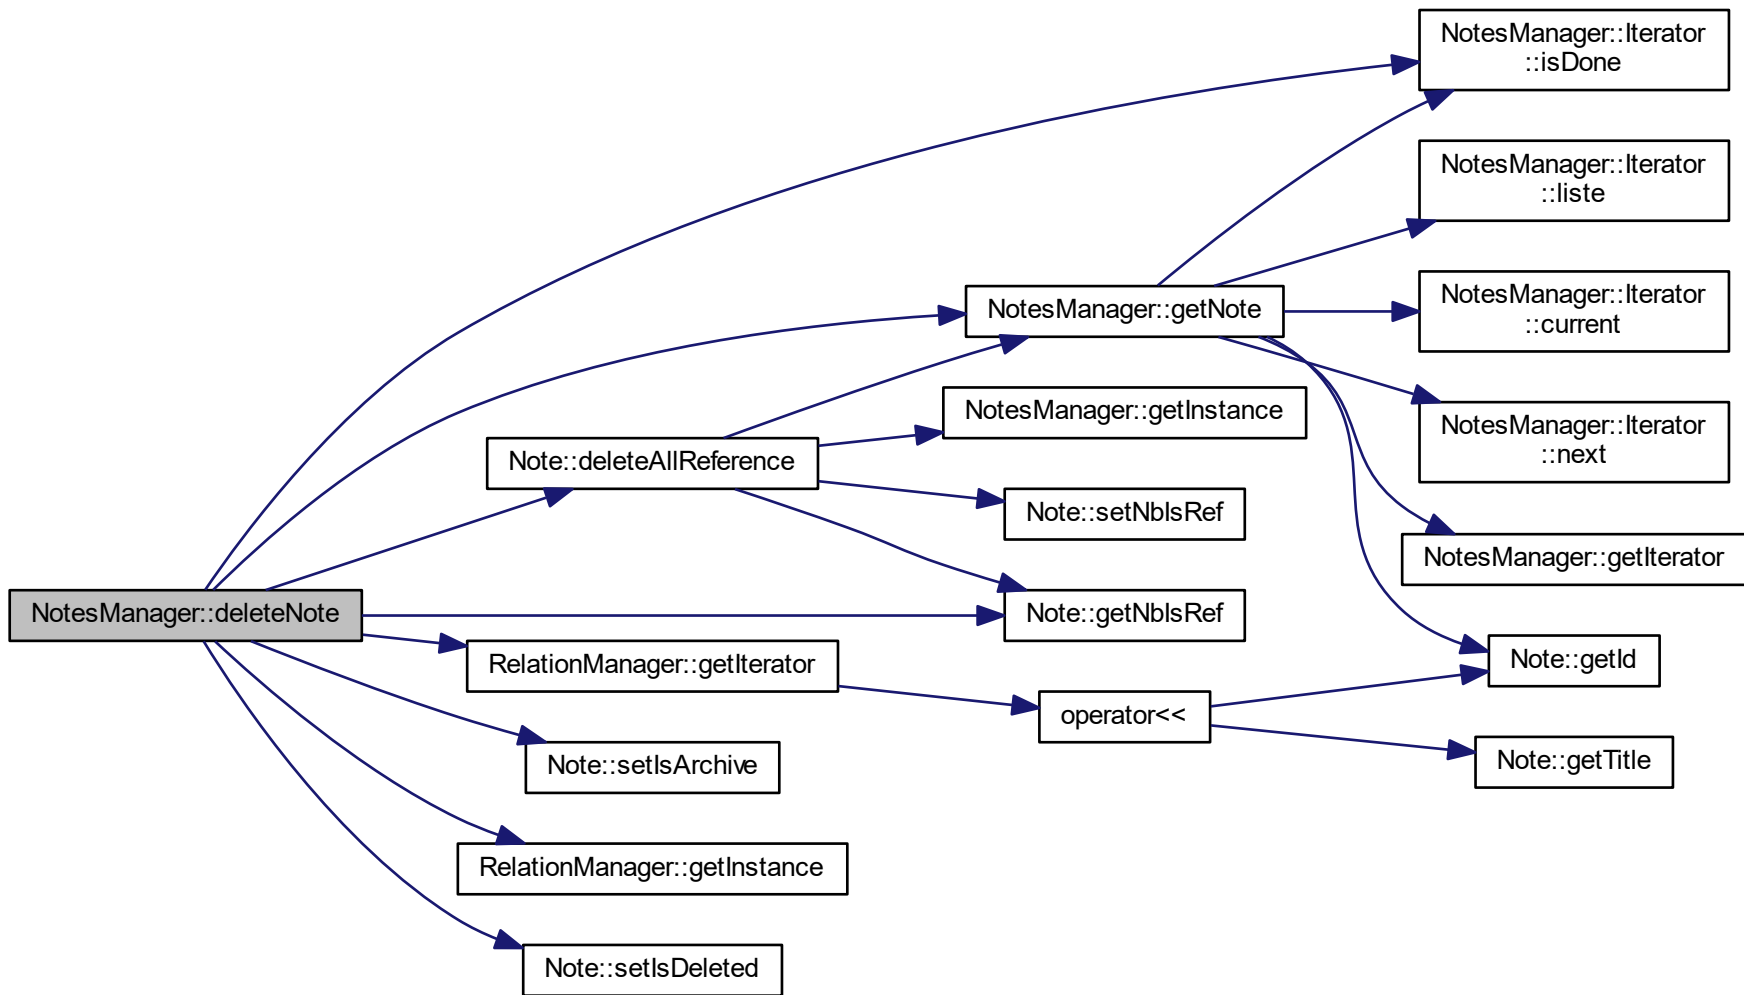 NotesManager::Iterator
::isDone
NotesManager::Iterator
::liste
NotesManager::getNote
NotesManager::Iterator
::current
NotesManager::getInstance
NotesManager::Iterator
::next
Note::deleteAllReference
Note::setNbIsRef
NotesManager::getIterator
NotesManager::deleteNote
Note::getNbIsRef
RelationManager::getIterator
Note::getId
operator<<
Note::setIsArchive
Note::getTitle
RelationManager::getInstance
Note::setIsDeleted